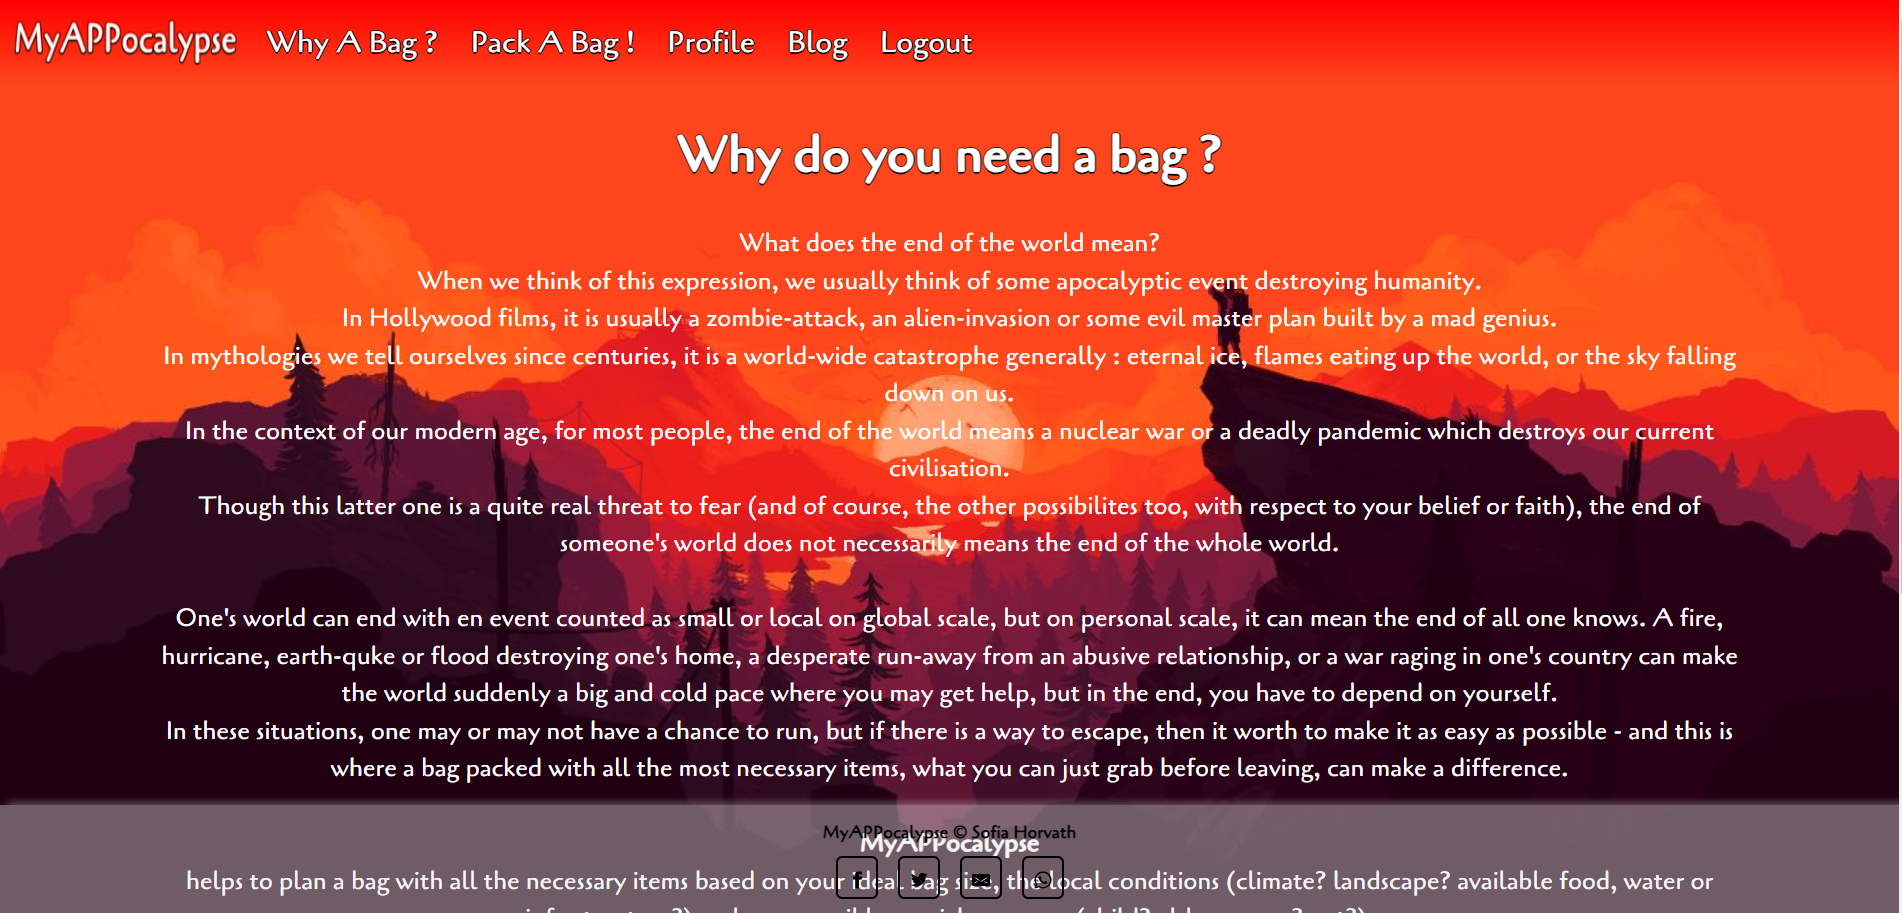 MyAPPocalypse Why A Bag ? Pack A Bag ! Profile Blog Logout
Why do you need a bag ?
What does the end of the world mean?
When we think of this expression, we usually think of some apocalyptic event destroying humanity.
In Hollywood films, it is usually a zombie-attack, an alien-invasion or some evil master plan built by a mad genius.
In mythologies we tell ourselves since centuries, it is a world-wide catastrophe generally : eternal ice, flames eating up the world, or the sky falling
down on us.
In the context of our modern age, for most people, the end of the world means a nuclear war or a deadly pandemic which destroys our current
civilisation.
Though this latter one is a quite real threat to fear (and of course, the other possibilites too, with respect to your belief or faith), the end of
someone's world does not necessarily means the end of the whole world.
One's world can end with en event counted as small or local on global scale, but on personal scale, it can mean the end of all one knows. A fire,
hurricane, earth-quke or flood destroying one's home, a desperate run-away from an abusive relationship, or a war raging in one's country can make
the world suddenly a big and cold pace where you may get help, but in the end, you have to depend on yourself.
In these situations, one may or may not have a chance to run, but if there is a way to escape, then it worth to make it as easy as possible - and this is
where a bag packed with all the most necessary items, what you can just grab before leaving, can make a difference.
MyAPPocalypse © Sofia Horvath
MyAPPocalypse
helps to plan a bag with all the necessary items based on your ideal bag size, the local conditions (climate? landscape? available food, water or